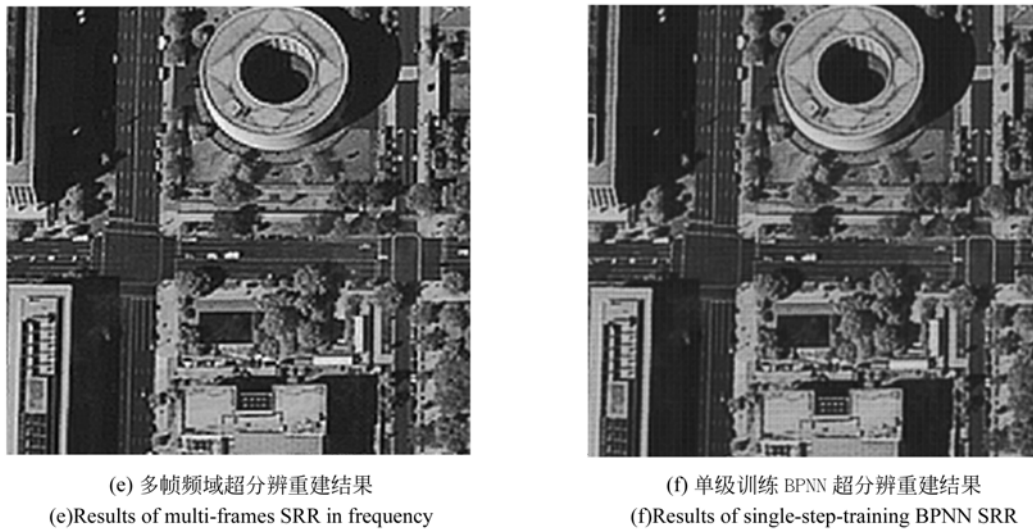 (e) 多帧频域超分辨重建结果
(e)Results of multi-frames SRR in frequency
(f) 单级训练 BPNN 超分辨重建结果
(f)Results of single-step-training BPNN SRR